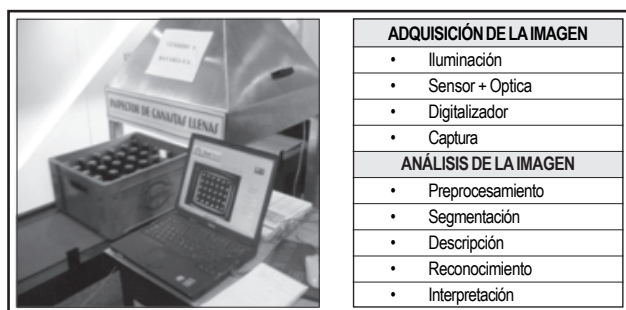 INSPECTOR DE CANASTAS LLENAS
ADQUISICIÓN DE LA IMAGEN
• Iluminación
• Sensor + Optica
• Digitalizador
• Captura
ANÁLISIS DE LA IMAGEN
• Preprocesamiento
• Segmentación
• Descripción
• Reconocimiento
• Interpretación